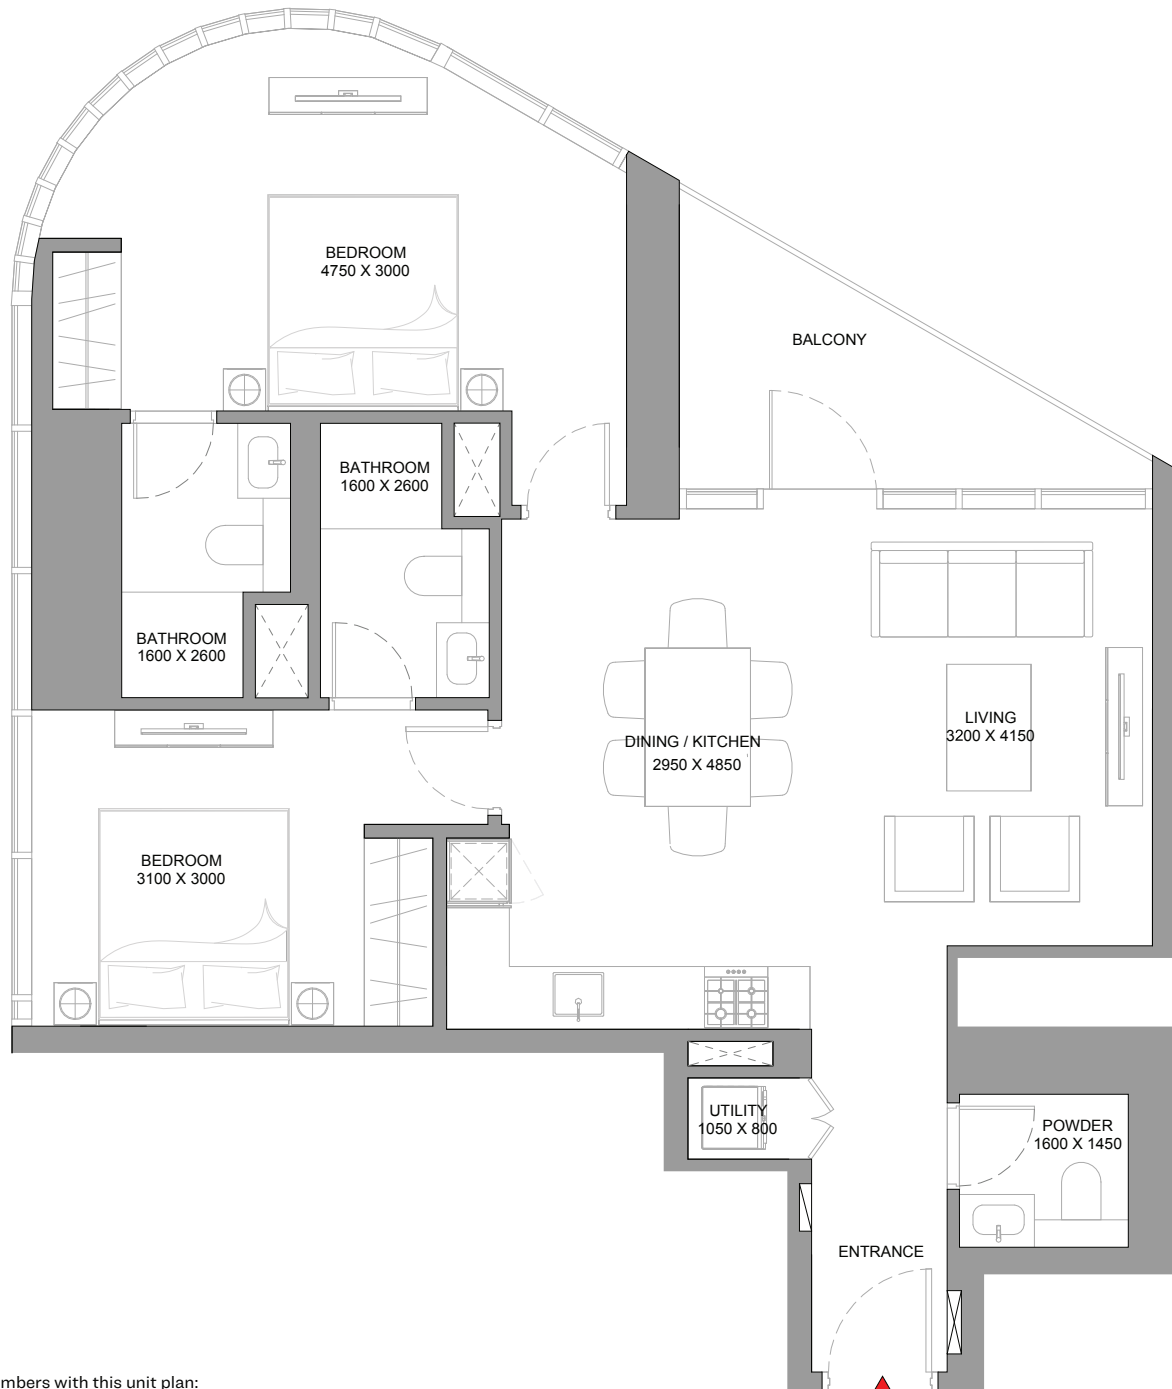 BEDROOM
4750 X 3000
BALCONY
BATHROOM
1600 X 2600
BATHROOM
1600 X 2600
LIVING
3200 X 4150
DINING / KITCHEN
2950 X 4850
BEDROOM
3100 X 3000
UTILITY
1050 X 800
POWDER
1600 X 1450
ENTRANCE
with this unit plan: